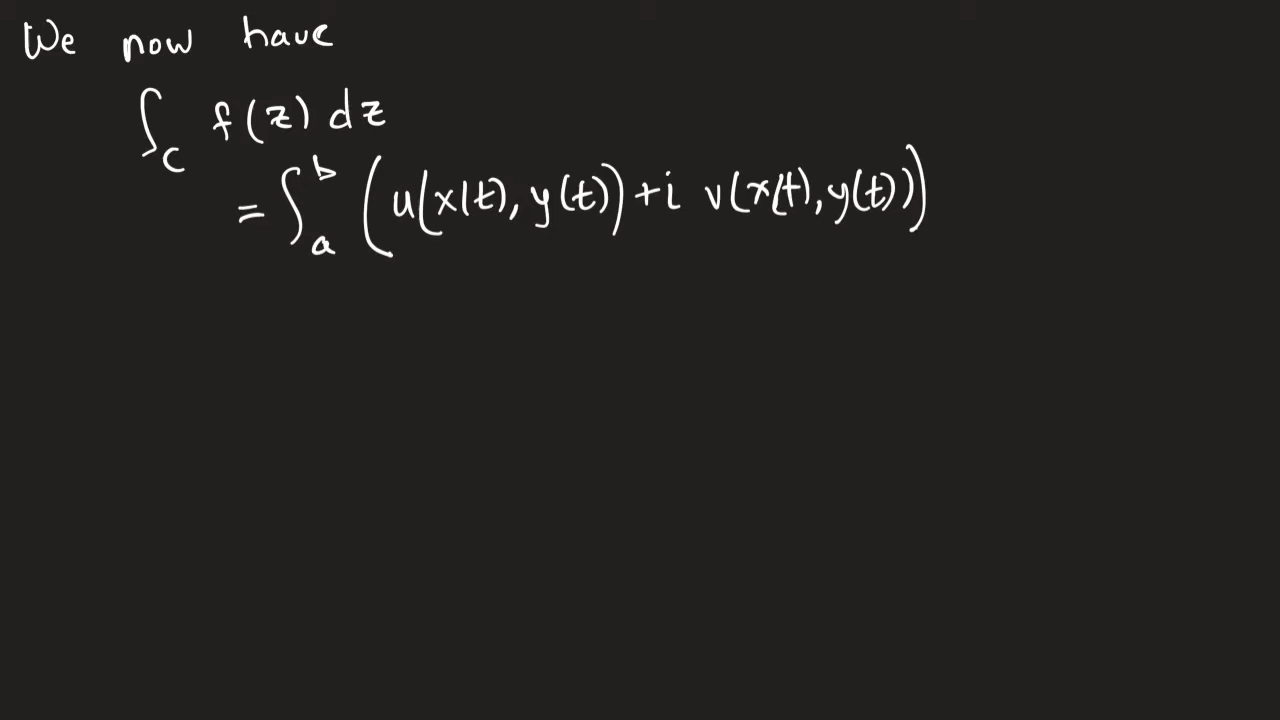 We now have
∫_C f(z) dz
= ∫_a^b (u(x(t), y(t)) + i v(x(t), y(t)))